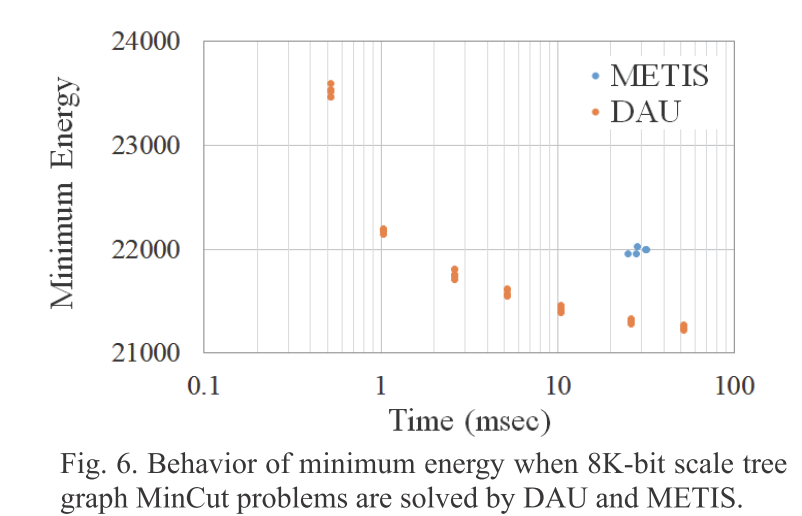 24000
METIS
DAU
23000
Minimum Energy
22000
21000
0.1 1 10 100
Time (msec)
Fig. 6. Behavior of minimum energy when 8K-bit scale tree
graph MinCut problems are solved by DAU and METIS.